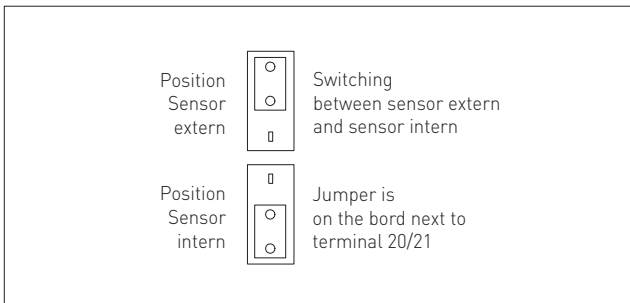 Position
Sensor
extern
Switching
between sensor extern
and sensor intern
Position
Sensor
intern
Jumper is
on the bord next to
terminal 20/21